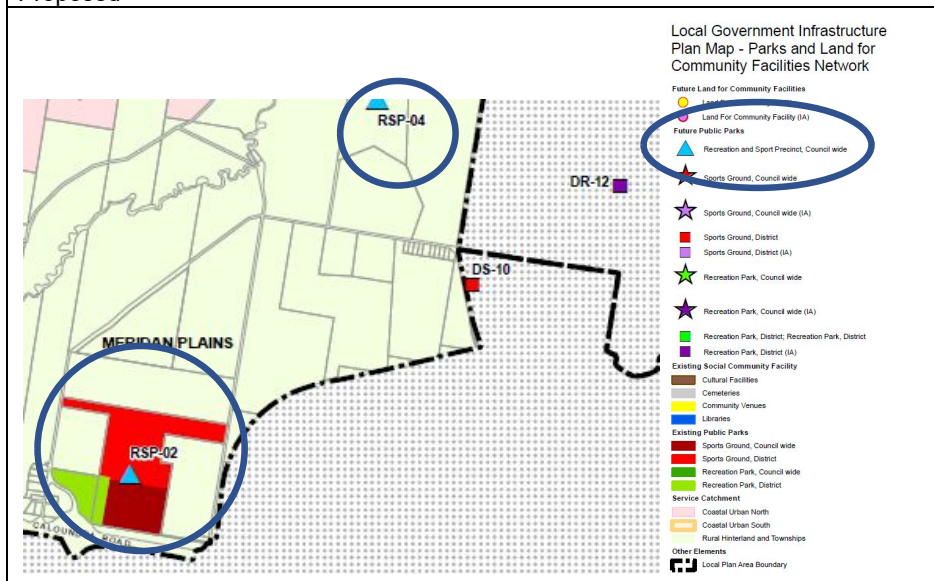 Proposed
Local Government Infrastructure
Plan Map - Parks and Land for
Community Facilities Network
Future Land for Community Facilities
Land For Community Facility (IA)
Future Public Parks
Recreation and Sport Precinct, Council wide
Sports Ground, Council wide
Sports Ground, Council wide (IA)
Sports Ground, District
Sports Ground, District (IA)
Recreation Park, Council wide
Recreation Park, Council wide (IA)
Recreation Park, District; Recreation Park, District
Recreation Park, District (IA)
Existing Social Community Facility
Cultural Facilities
Cemeteries
Community Venues
Libraries
Existing Public Parks
Sports Ground, Council wide
Sports Ground, District
Recreation Park, Council wide
Recreation Park, District
Service Catchment
Coastal Urban North
Coastal Urban South
Rural Hinterland and Townships
Other Elements
Local Plan Area Boundary
RSP-04
DR-12
DS-10
MERIDAN PLAINS
RSP-02
ROAD